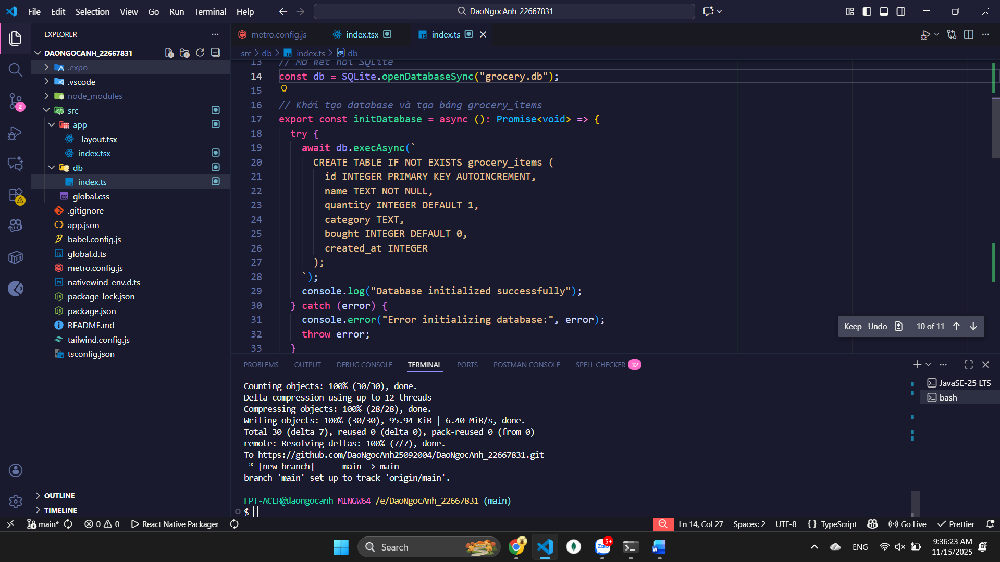 File Edit Selection View Go Run Terminal Help
DaoNgocAnh_22667831
EXPLORER
DAONGOCANH_22667831
.expo
.vscode
node_modules
src
app
_layout.tsx
index.tsx
db
index.ts
global.css
.gitignore
app.json
babel.config.js
global.d.ts
metro.config.js
nativewind-env.d.ts
package-lock.json
package.json
README.md
tailwind.config.js
tsconfig.json
OUTLINE
TIMELINE
2
metro.config.js index.tsx index.ts
src > db > index.ts > db
13 // Mở kết nối SQLite
14 const db = SQLite.openDatabaseSync("grocery.db");
15
16 // Khởi tạo database và tạo bảng grocery_items
17 export const initDatabase = async (): Promise<void> => {
18 try {
19 await db.execAsync(`
20 CREATE TABLE IF NOT EXISTS grocery_items (
21 id INTEGER PRIMARY KEY AUTOINCREMENT,
22 name TEXT NOT NULL,
23 quantity INTEGER DEFAULT 1,
24 category TEXT,
25 bought INTEGER DEFAULT 0,
26 created_at INTEGER
27 );
28 `);
29 console.log("Database initialized successfully");
30 } catch (error) {
31 console.error("Error initializing database:", error);
32 throw error;
33 }
Keep Undo 10 of 11
PROBLEMS OUTPUT DEBUG CONSOLE TERMINAL PORTS POSTMAN CONSOLE SPELL CHECKER 32
Counting objects: 100% (30/30), done.
Delta compression using up to 12 threads
Compressing objects: 100% (28/28), done.
Writing objects: 100% (30/30), 95.94 KiB | 6.40 MiB/s, done.
Total 30 (delta 7), reused 0 (delta 0), pack-reused 0 (from 0)
remote: Resolving deltas: 100% (7/7), done.
To https://github.com/DaoNgocAnh25092004/DaoNgocAnh_22667831.git
* [new branch] main -> main
branch 'main' set up to track 'origin/main'.
FPT-ACER@daongocanh MINGW64 /e/DaoNgocAnh_22667831 (main)
$
JavaSE-25 LTS
bash
main* 0 0 React Native Packager
Ln 14, Col 27 Spaces: 2 UTF-8 {} TypeScript Go Live Prettier
Search
Zalo
5+
ENG
9:36:23 AM
11/15/2025